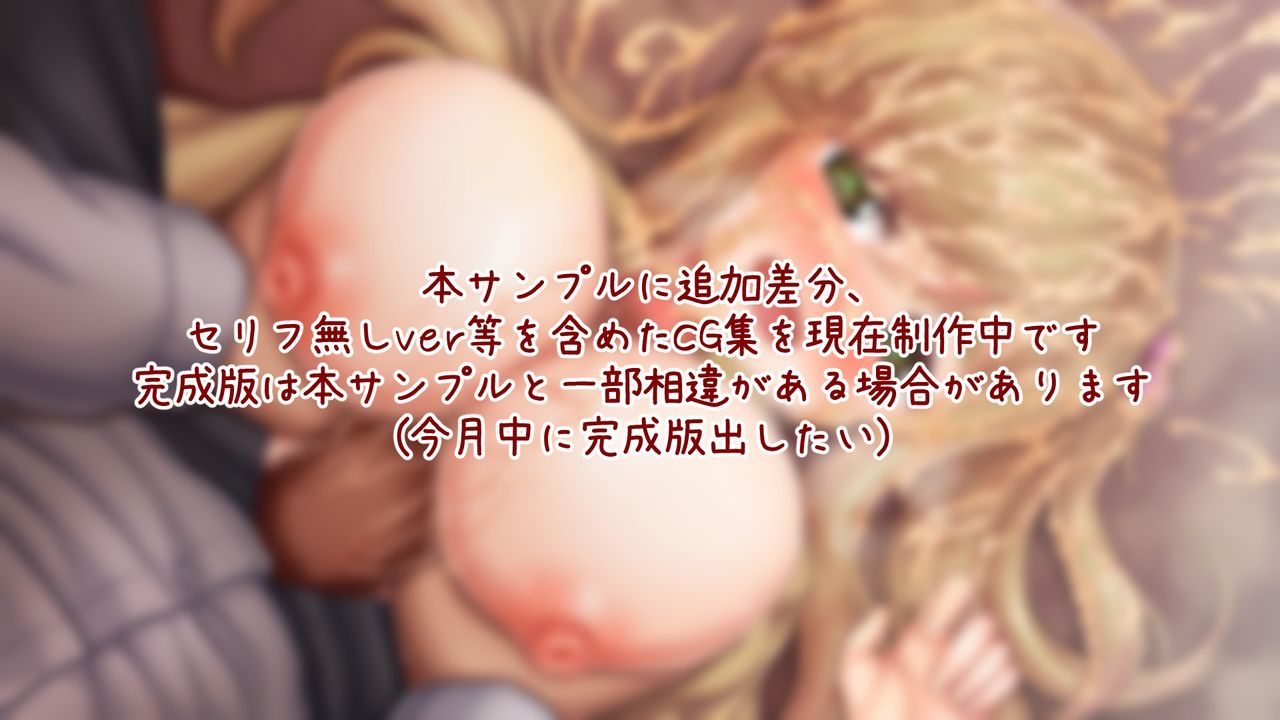 本サンプルに追加差分、
セリフ無しver等を含めたCG集を現在制作中です
完成版は本サンプルと一部相違がある場合があります
(今月中に完成版出したい)